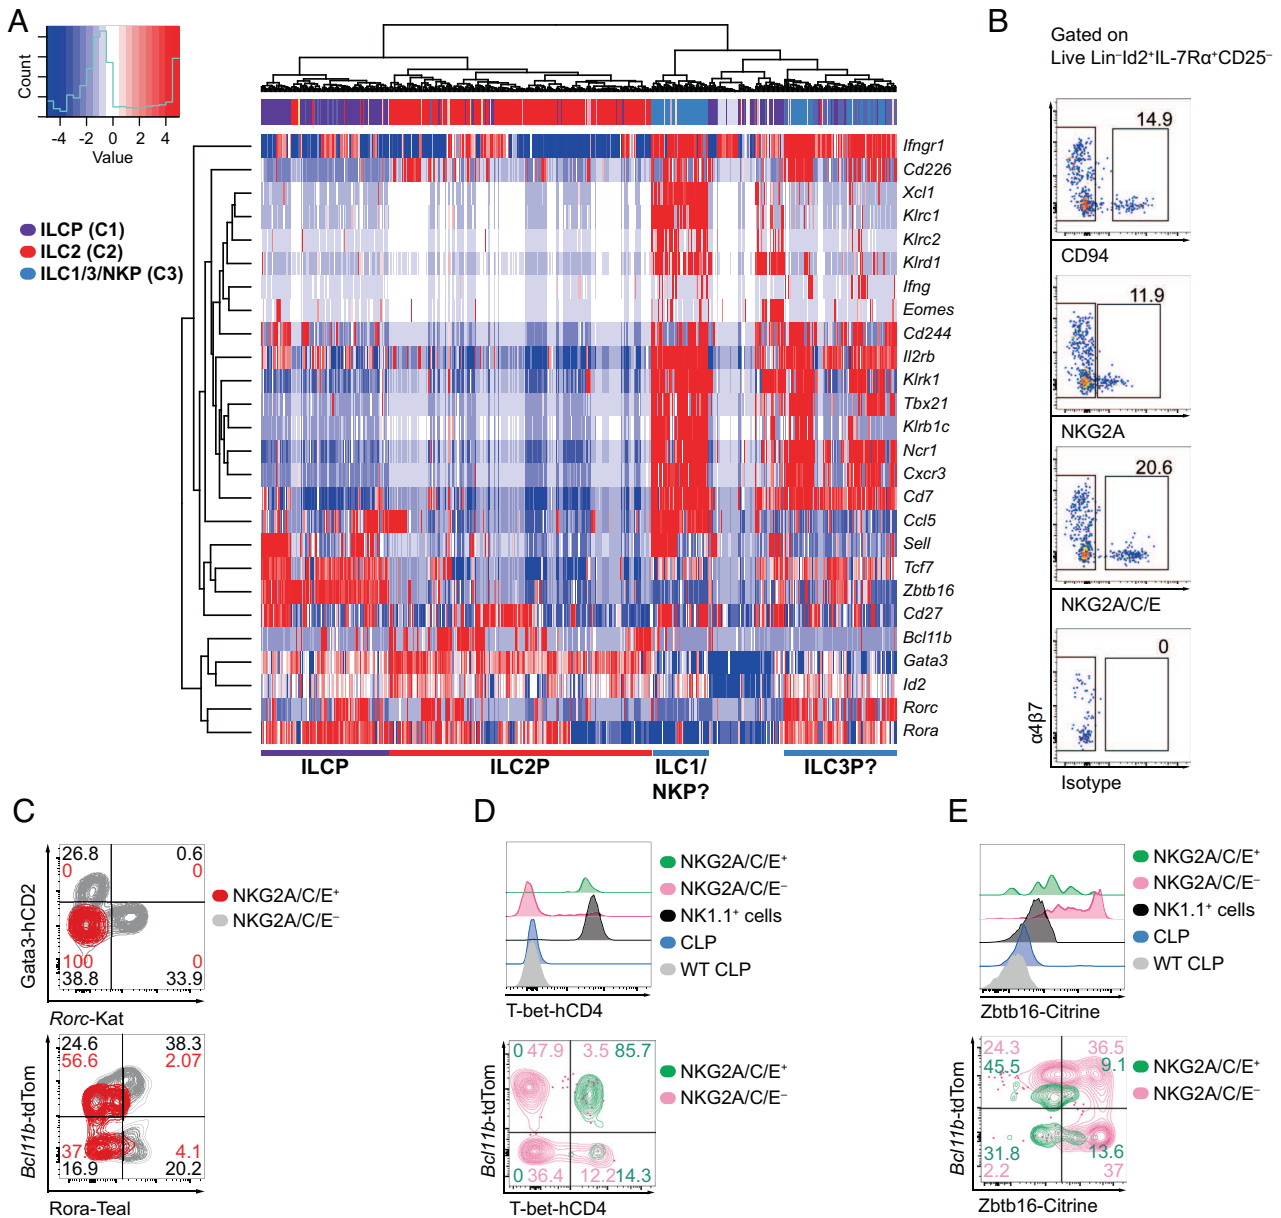 A
Count
-4 -2 0 2 4
Value
ILCP (C1)
ILC2 (C2)
ILC1/3/NKP (C3)
Ifngr1
Cd226
Xcl1
Klrc1
Klrc2
Klrd1
Ifng
Eomes
Cd244
Il2rb
Klrk1
Tbx21
Klrb1c
Ncr1
Cxcr3
Cd7
Ccl5
Sell
Tcf7
Zbtb16
Cd27
Bcl11b
Gata3
Id2
Rorc
Rora
ILCP
ILC2P
ILC1/
NKP?
ILC3P?
B
Gated on
Live Lin⁻Id2⁺IL-7Rα⁺CD25⁻
14.9
CD94
11.9
NKG2A
20.6
NKG2A/C/E
0
α4β7
Isotype
C
26.8 0.6
0 0
100 0
38.8 33.9
Gata3-hCD2
Rorc-Kat
NKG2A/C/E⁺
NKG2A/C/E⁻
24.6 38.3
56.6 2.07
37 4.1
16.9 20.2
Bcl11b-tdTom
Rora-Teal
D
NKG2A/C/E⁺
NKG2A/C/E⁻
NK1.1⁺ cells
CLP
WT CLP
T-bet-hCD4
0 47.9 3.5 85.7
0 36.4 12.2 14.3
Bcl11b-tdTom
T-bet-hCD4
NKG2A/C/E⁺
NKG2A/C/E⁻
E
NKG2A/C/E⁺
NKG2A/C/E⁻
NK1.1⁺ cells
CLP
WT CLP
Zbtb16-Citrine
24.3 36.5
45.5 9.1
31.8 13.6
2.2 37
Bcl11b-tdTom
Zbtb16-Citrine
NKG2A/C/E⁺
NKG2A/C/E⁻